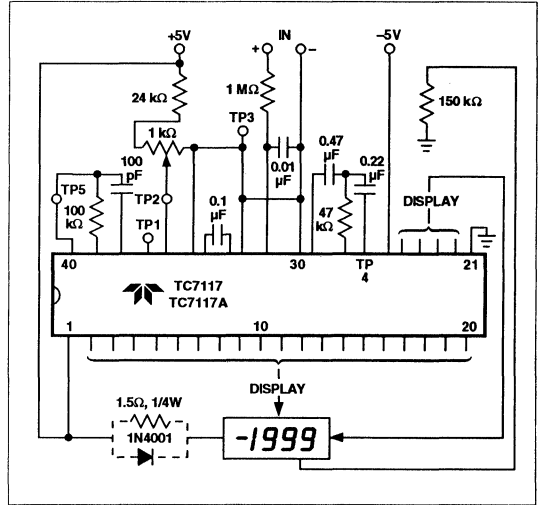 +5V
+ IN –
–5V
24 kΩ
1 MΩ
150 kΩ
1 kΩ
TP3
100
pF
0.01
µF
0.47
µF
0.22
µF
TP5
TP2
100
kΩ
TP1
0.1
µF
47
kΩ
DISPLAY
40
30
TP
4
21
TC7117
TC7117A
1
10
20
DISPLAY
1.5Ω, 1/4W
1N4001
-1999